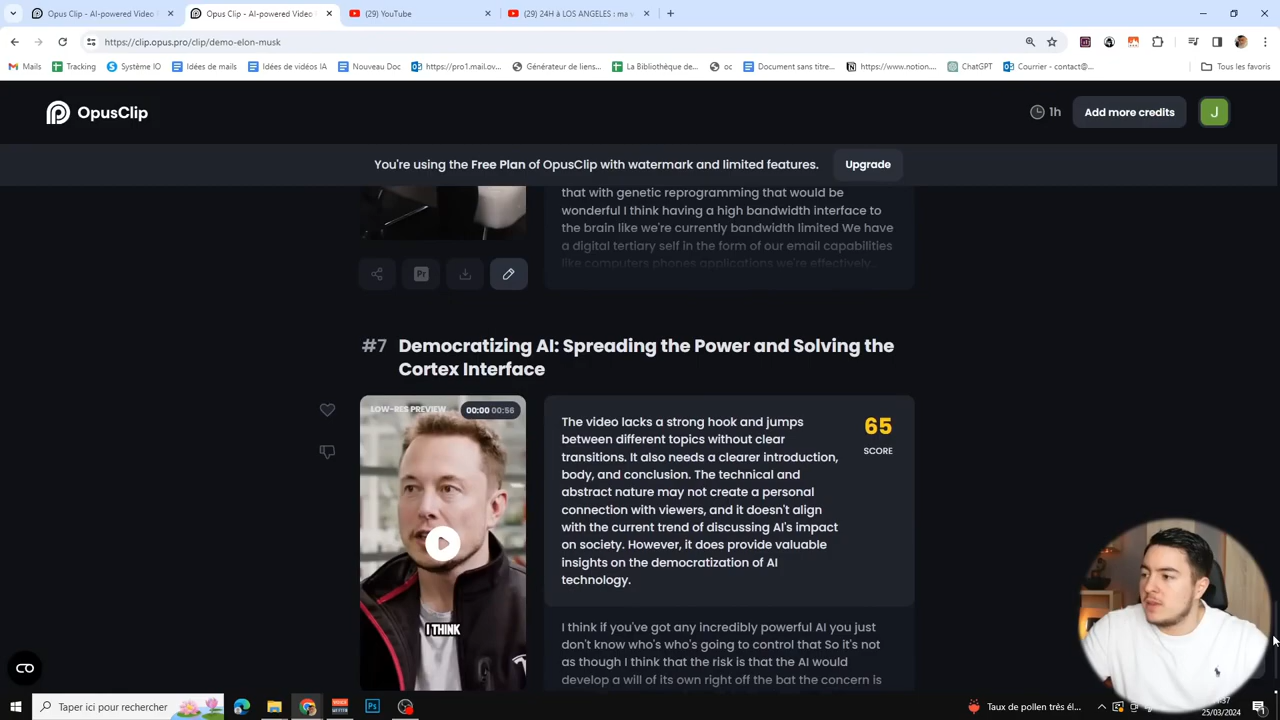 Opus Clip - AI-powered Video
Opus Clip - AI-powered Video
(29) YouTube
(29) 24H à LOS ANGELES : ma v
https://clip.opus.pro/clip/demo-elon-musk
Mails
Tracking
Système IO
Idées de mails
Idées de vidéos IA
Nouveau Doc
https://pro1.mail.ov...
Générateur de liens...
La Bibliothèque de...
oc
Document sans titre...
https://www.notion...
ChatGPT
Courrier - contact@...
Tous les favoris
OpusClip
1h
Add more credits
J
You're using the Free Plan of OpusClip with watermark and limited features.
Upgrade
that with genetic reprogramming that would be
wonderful I think having a high bandwidth interface to
the brain like we're currently bandwidth limited We have
a digital tertiary self in the form of our email capabilities
like computers phones applications we're effectively...
Pr
#7 Democratizing AI: Spreading the Power and Solving the
Cortex Interface
LOW-RES PREVIEW
00:00 00:56
I THINK
The video lacks a strong hook and jumps
between different topics without clear
transitions. It also needs a clearer introduction,
body, and conclusion. The technical and
abstract nature may not create a personal
connection with viewers, and it doesn't align
with the current trend of discussing AI's impact
on society. However, it does provide valuable
insights on the democratization of AI
technology.
65
SCORE
I think if you've got any incredibly powerful AI you just
don't know who's who's going to control that So it's not
as though I think that the risk is that the AI would
develop a will of its own right off the bat the concern is
Taper ici pour rechercher
Ps
Taux de pollen très él...
25/03/2024